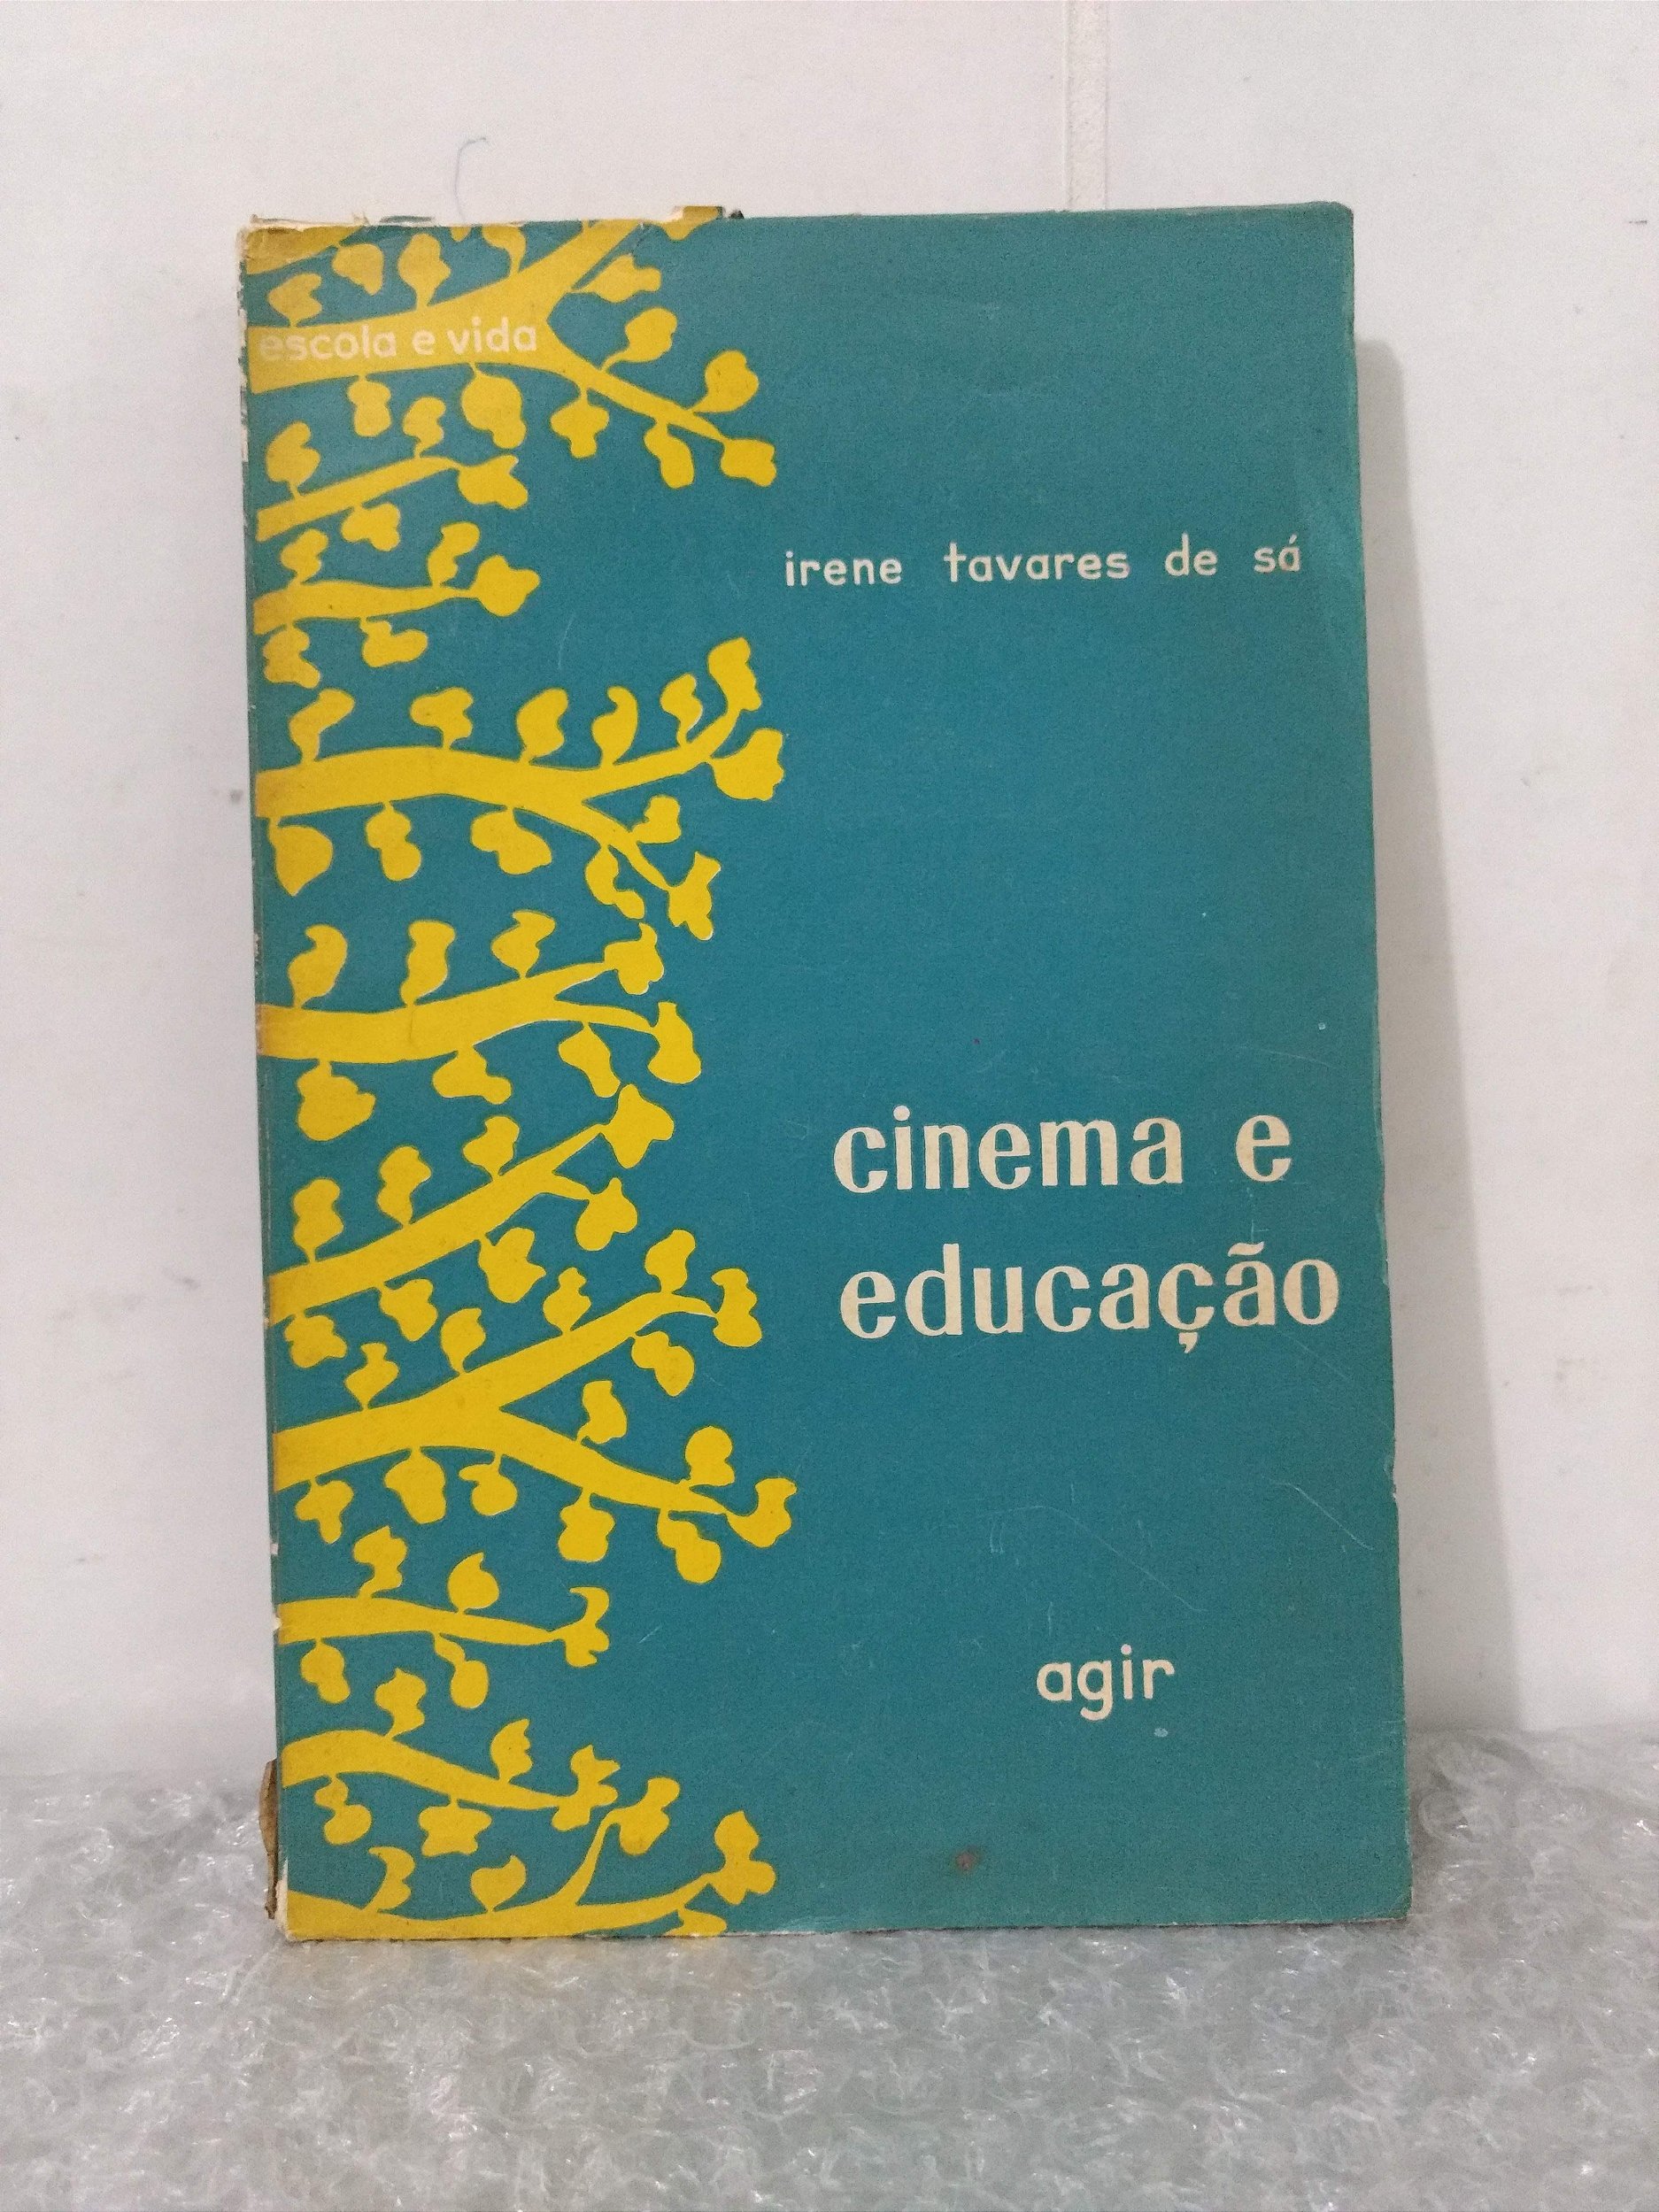 escola e vida
irene tavares de sá
cinema e
educação
agir